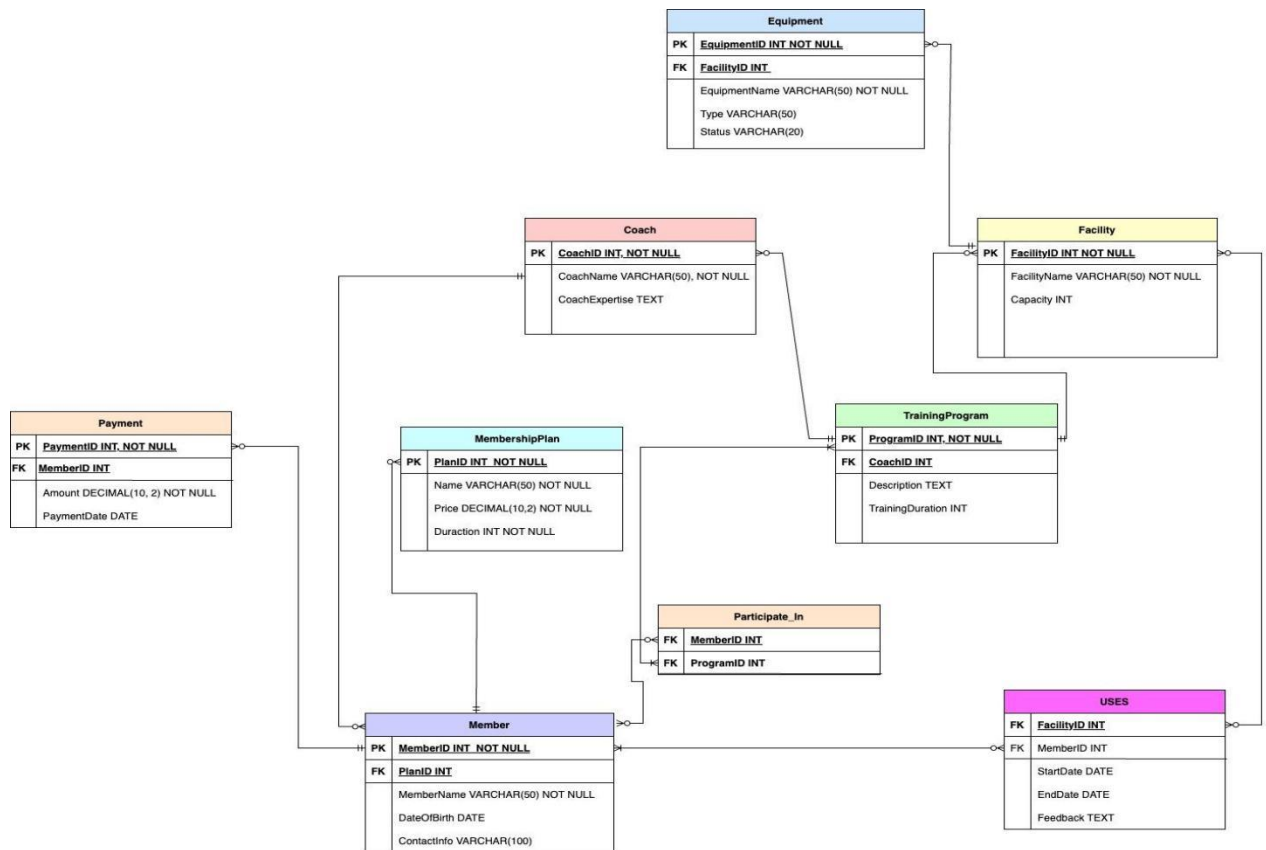 Equipment
PK EquipmentID INT NOT NULL
FK FacilityID INT
EquipmentName VARCHAR(50) NOT NULL
Type VARCHAR(50)
Status VARCHAR(20)
Coach
PK CoachID INT, NOT NULL
CoachName VARCHAR(50), NOT NULL
CoachExpertise TEXT
Facility
PK FacilityID INT NOT NULL
FacilityName VARCHAR(50) NOT NULL
Capacity INT
Payment
PK PaymentID INT, NOT NULL
FK MemberID INT
Amount DECIMAL(10, 2) NOT NULL
PaymentDate DATE
MembershipPlan
PK PlanID INT NOT NULL
Name VARCHAR(50) NOT NULL
Price DECIMAL(10,2) NOT NULL
Duraction INT NOT NULL
TrainingProgram
PK ProgramID INT, NOT NULL
FK CoachID INT
Description TEXT
TrainingDuration INT
Participate_In
FK MemberID INT
FK ProgramID INT
Member
PK MemberID INT NOT NULL
FK PlanID INT
MemberName VARCHAR(50) NOT NULL
DateOfBirth DATE
ContactInfo VARCHAR(100)
USES
FK FacilityID INT
FK MemberID INT
StartDate DATE
EndDate DATE
Feedback TEXT